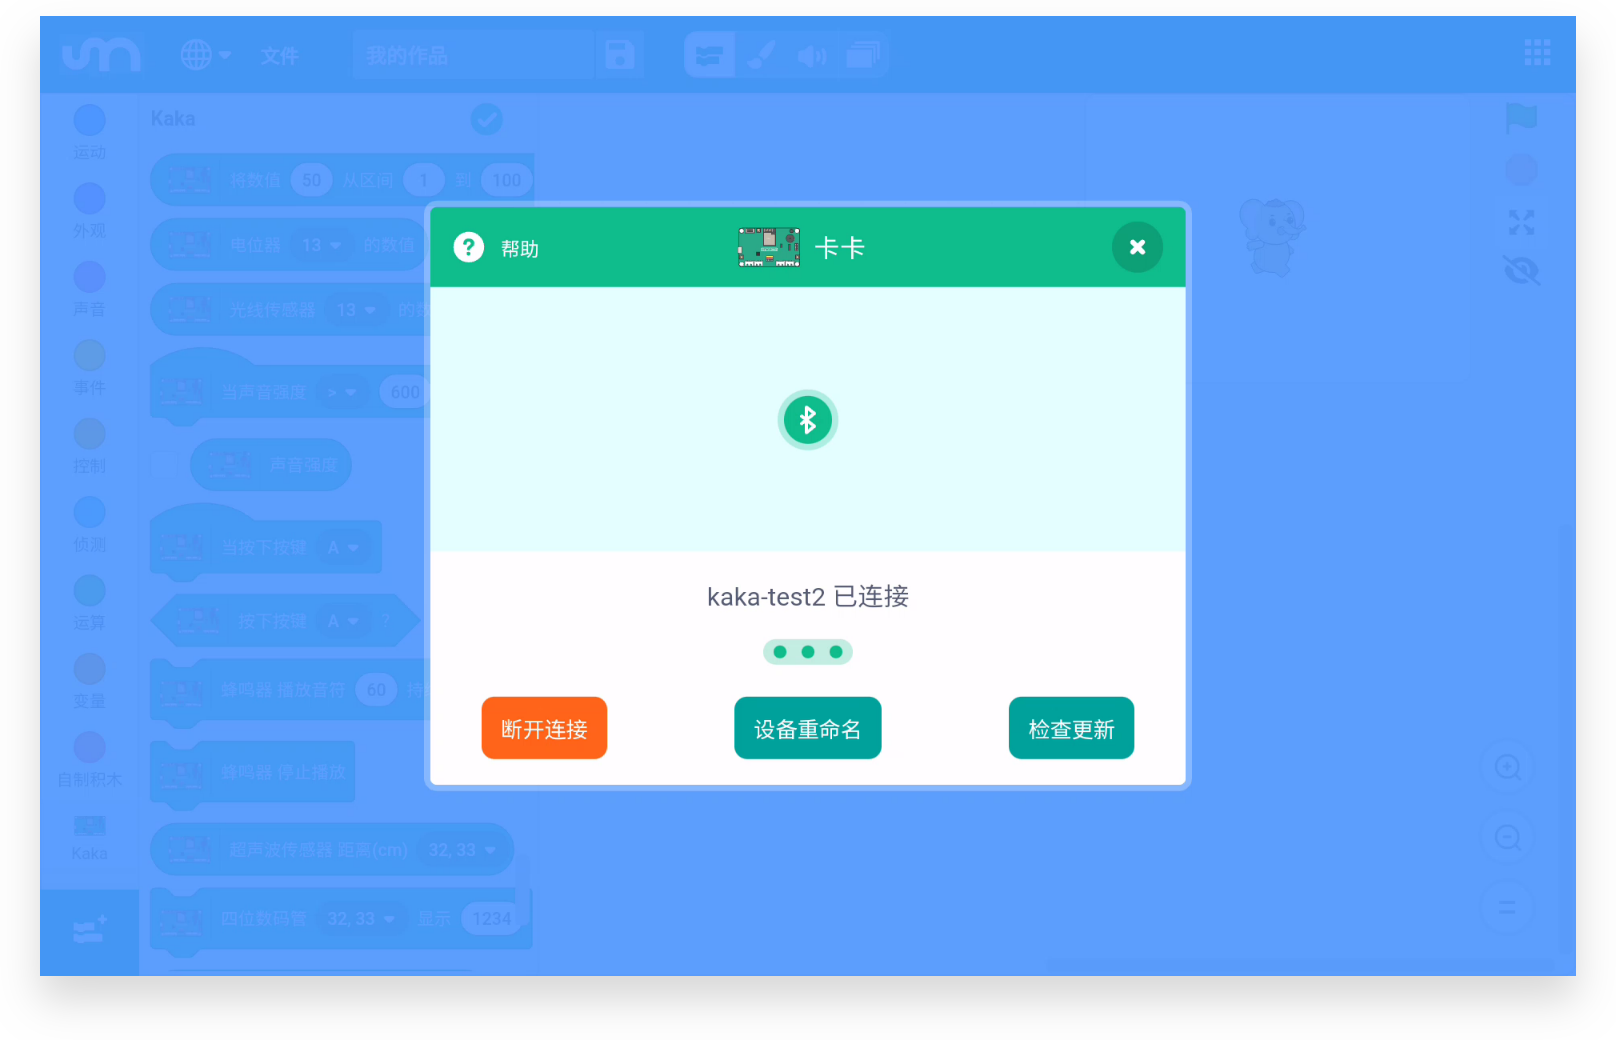 um
文件
我的作品
运动
外观
声音
事件
控制
侦测
运算
变量
自制积木
Kaka
Kaka
将数值 50 从区间 1 到 100
电位器 13 的数值
光线传感器 13 的数
当声音强度 > 600
声音强度
当按下按键 A
按下按键 A ?
蜂鸣器 播放音符 60 持
蜂鸣器 停止播放
超声波传感器 距离(cm) 32, 33
四位数码管 32, 33 显示 1234
? 帮助
卡卡
kaka-test2 已连接
断开连接
设备重命名
检查更新